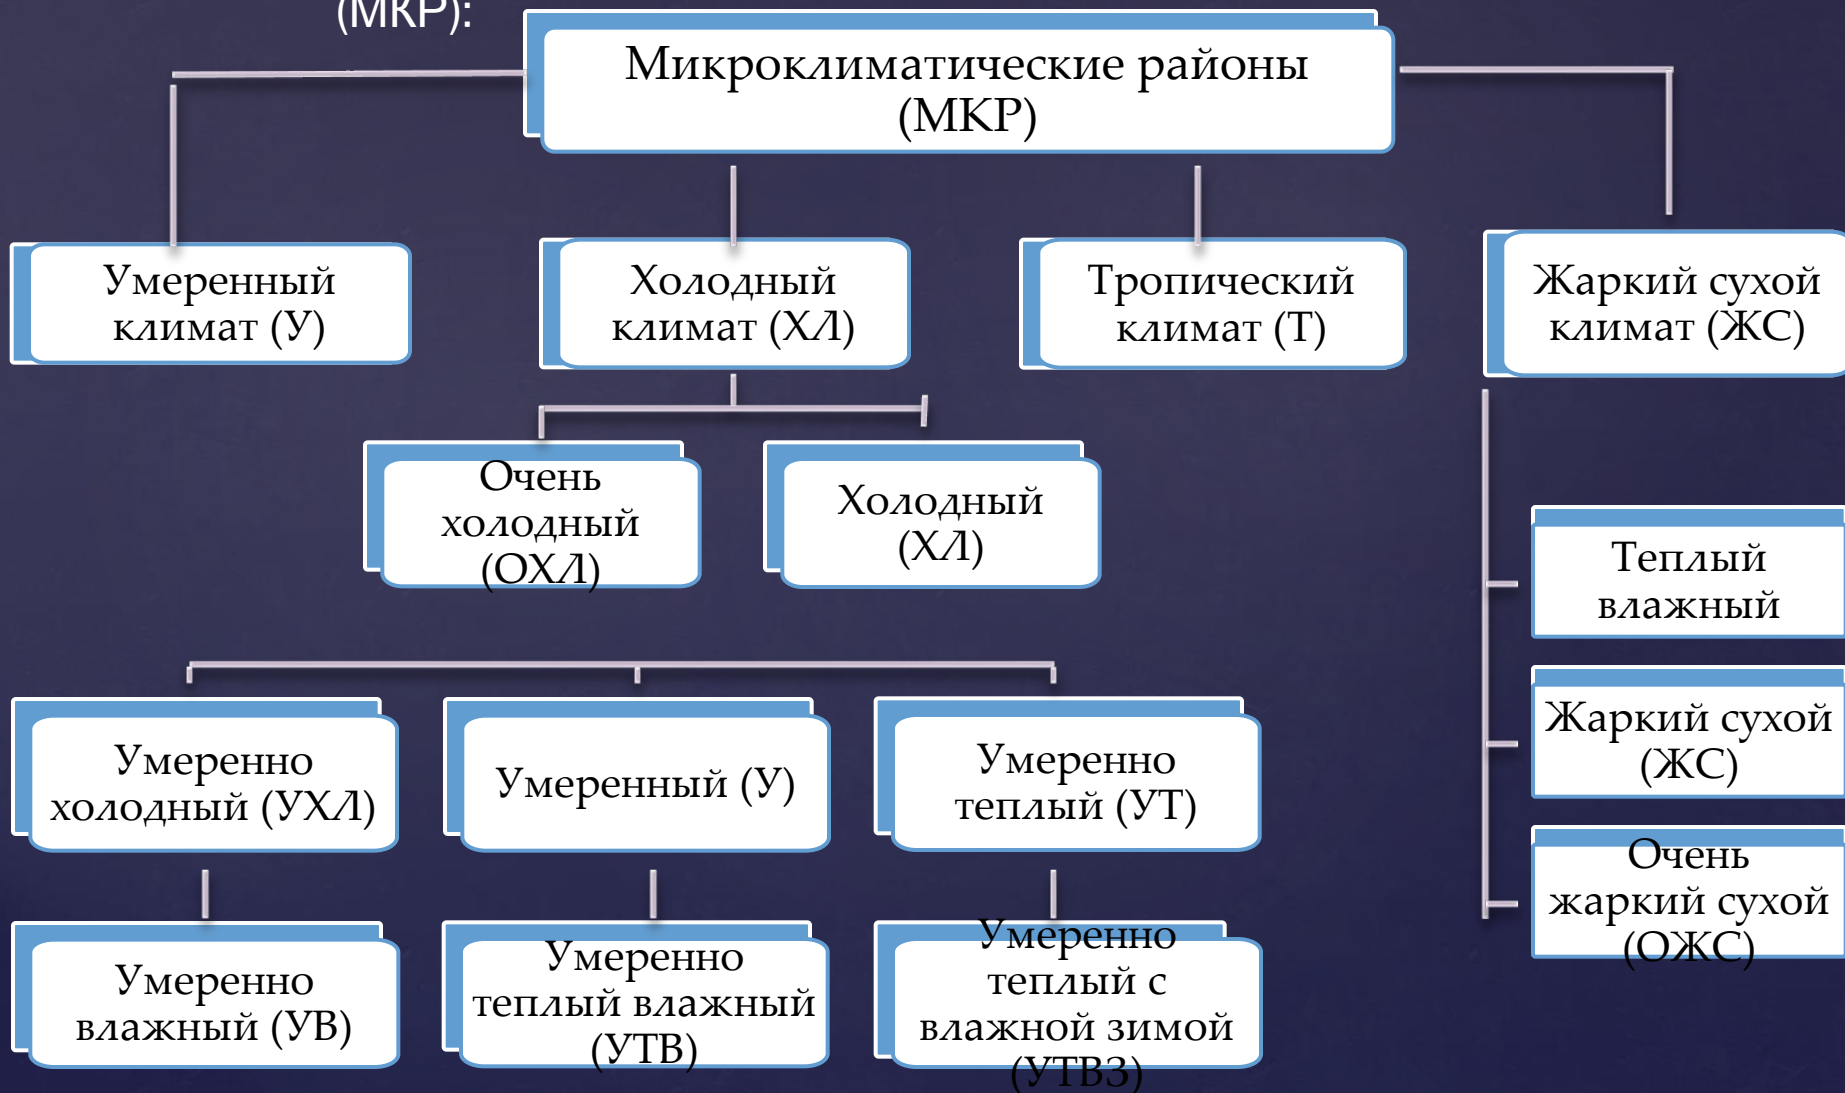 (МКР):
Микроклиматические районы
(МКР)
Умеренный
климат (У)
Холодный
климат (ХЛ)
Тропический
климат (Т)
Жаркий сухой
климат (ЖС)
Очень
холодный
(ОХЛ)
Холодный
(ХЛ)
Теплый
влажный
Жаркий сухой
(ЖС)
Очень
жаркий сухой
(ОЖС)
Умеренно
холодный (УХЛ)
Умеренный (У)
Умеренно
теплый (УТ)
Умеренно
влажный (УВ)
Умеренно
теплый влажный
(УТВ)
Умеренно
теплый с
влажной зимой
(УТВЗ)